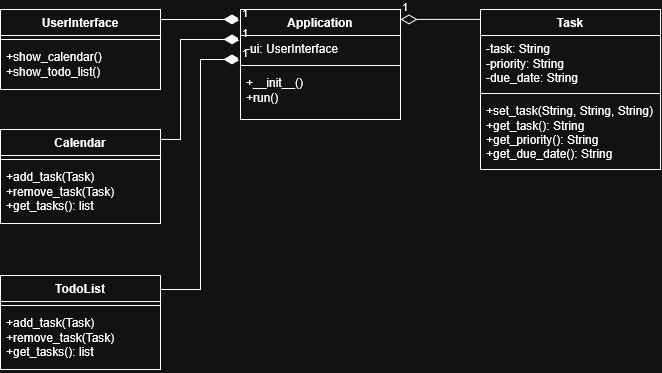 UserInterface
+show_calendar()
+show_todo_list()
1
1
1
Application
-ui: UserInterface
+__init__()
+run()
1
Task
-task: String
-priority: String
-due_date: String
+set_task(String, String, String)
+get_task(): String
+get_priority(): String
+get_due_date(): String
Calendar
+add_task(Task)
+remove_task(Task)
+get_tasks(): list
TodoList
+add_task(Task)
+remove_task(Task)
+get_tasks(): list